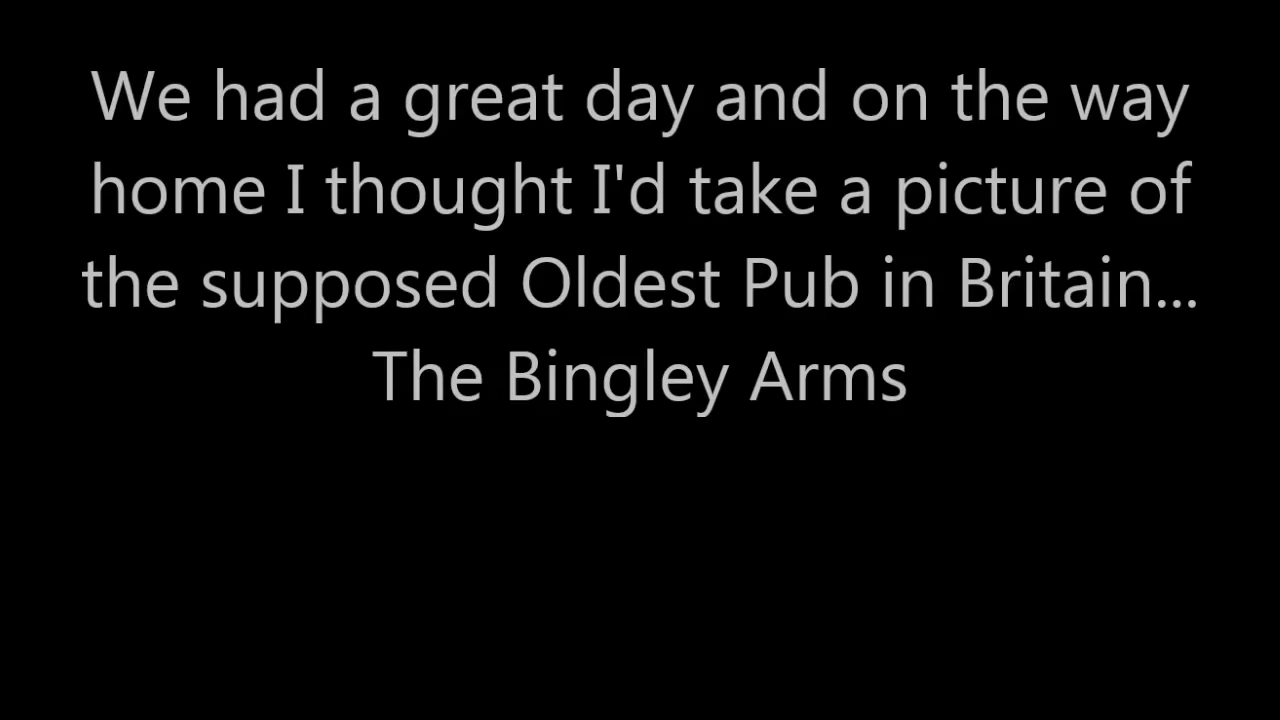 We had a great day and on the way
home I thought I'd take a picture of
the supposed Oldest Pub in Britain...
The Bingley Arms